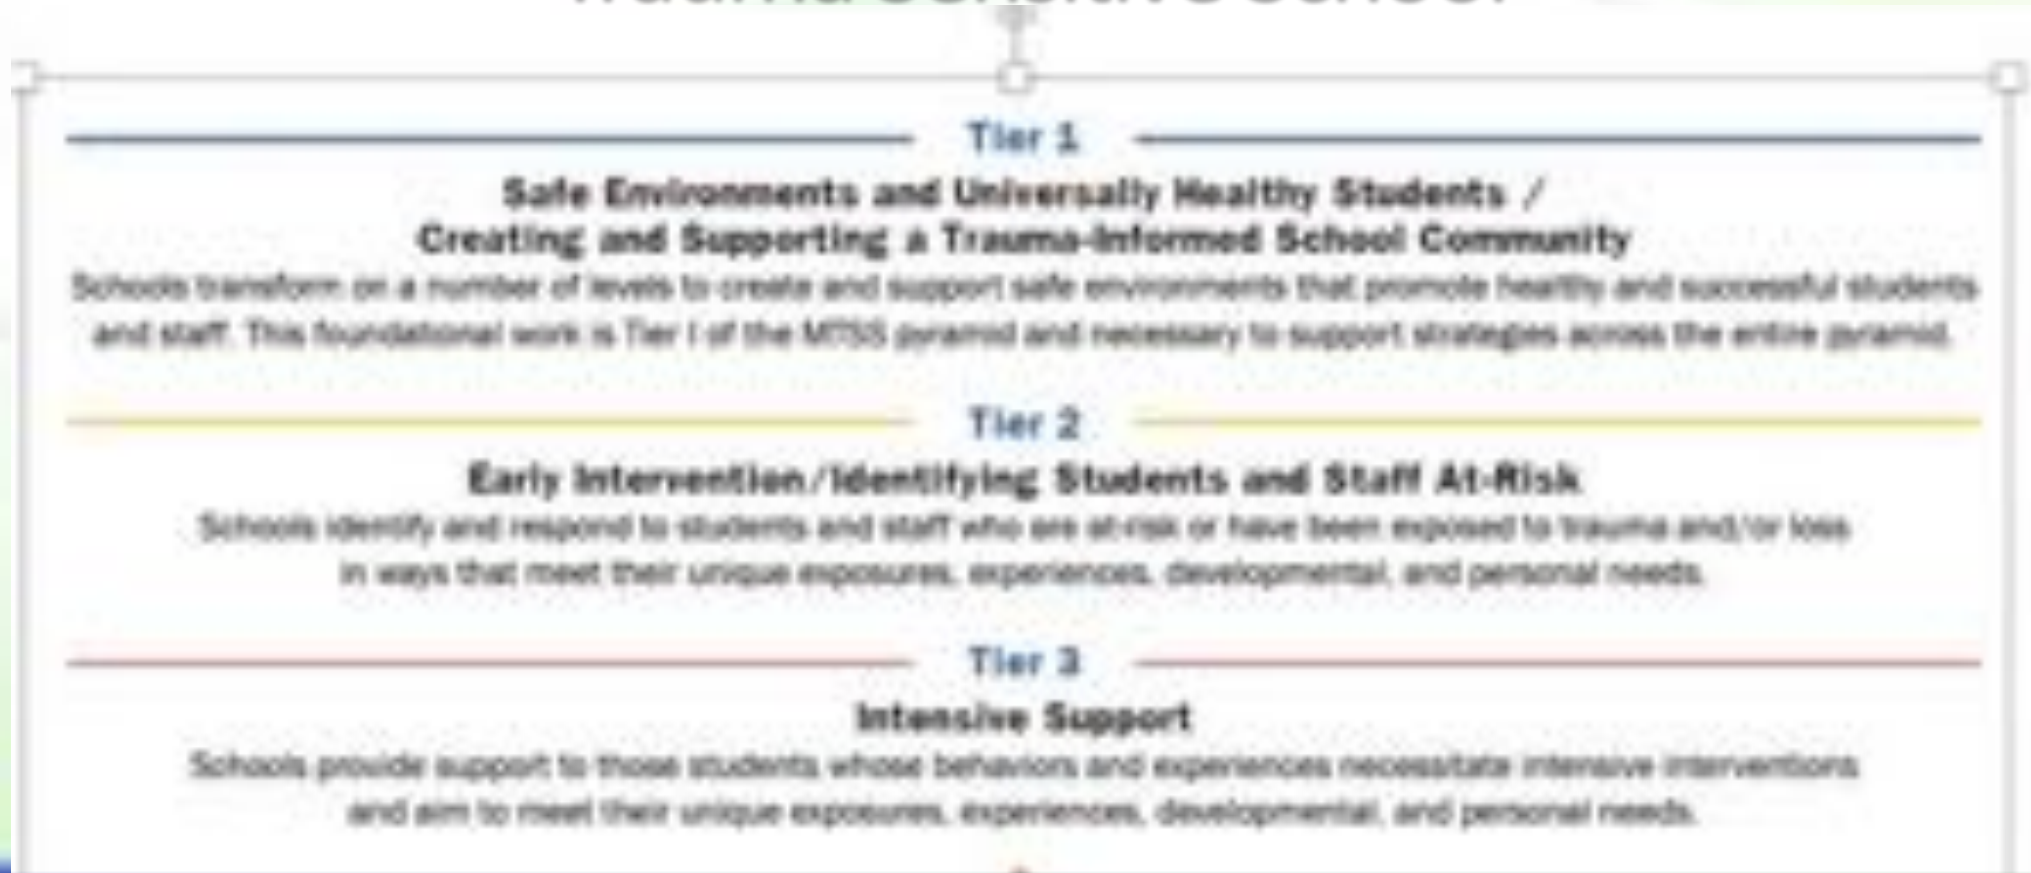 Trauma Sensitive School
Tier 1
Safe Environments and Universally Healthy Students /
Creating and Supporting a Trauma-Informed School Community
Schools transform on a number of levels to create and support safe environments that promote healthy and successful students
and staff. This foundational work is Tier I of the MTSS pyramid and necessary to support strategies across the entire pyramid.
Tier 2
Early Intervention/Identifying Students and Staff At-Risk
Schools identify and respond to students and staff who are at-risk or have been exposed to trauma and/or loss
in ways that meet their unique exposures, experiences, developmental, and personal needs.
Tier 3
Intensive Support
Schools provide support to those students whose behaviors and experiences necessitate intensive interventions
and aim to meet their unique exposures, experiences, developmental, and personal needs.